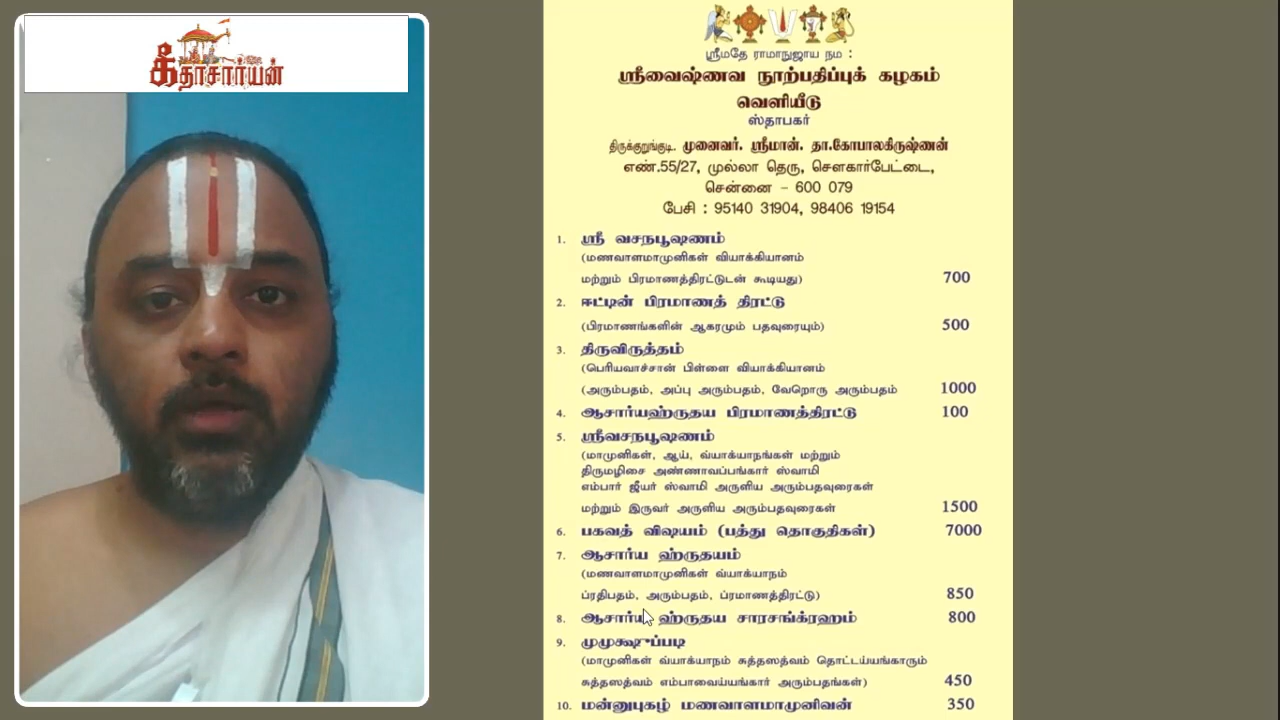 கீதாசார்யன்
ஸ்ரீமதே ராமாநுஜாய நம :
ஸ்ரீவைஷ்ணவ நூற்பதிப்புக் கழகம்
வெளியீடு
ஸ்தாபகர்
திருக்குறுங்குடி. முனைவர். ஸ்ரீமான். தா.கோபாலகிருஷ்ணன்
எண்.55/27, முல்லா தெரு, சௌகார்பேட்டை,
சென்னை – 600 079
பேசி : 95140 31904, 98406 19154
1. ஸ்ரீ வசநபூஷணம்
(மணவாளமாமுனிகள் வியாக்கியானம்
மற்றும் பிரமாணத்திரட்டுடன் கூடியது) 700
2. ஈட்டின் பிரமாணத் திரட்டு
(பிரமாணங்களின் ஆகரமும் பதவுரையும்) 500
3. திருவிருத்தம்
(பெரியவாச்சான் பிள்ளை வியாக்கியானம்
(அரும்பதம், அப்பு அரும்பதம், வேறொரு அரும்பதம் 1000
4. ஆசார்யஹ்ருதய பிரமாணத்திரட்டு 100
5. ஸ்ரீவசநபூஷணம்
(மாமுனிகள், ஆய், வ்யாக்யாநங்கள் மற்றும்
திருமழிசை அண்ணாவப்பங்கார் ஸ்வாமி
எம்பார் ஜீயர் ஸ்வாமி அருளிய அரும்பதவுரைகள்
மற்றும் இருவர் அருளிய அரும்பதவுரைகள் 1500
6. பகவத் விஷயம் (பத்து தொகுதிகள்) 7000
7. ஆசார்ய ஹ்ருதயம்
(மணவாளமாமுனிகள் வ்யாக்யாநம்
ப்ரதிபதம், அரும்பதம், ப்ரமாணத்திரட்டு) 850
8. ஆசார்ய ஹ்ருதய சாரசங்க்ரஹம் 800
9. முமுக்ஷுப்படி
(மாமுனிகள் வ்யாக்யாநம் சுத்தஸத்வம் தொட்டய்யங்காரும்
சுத்தஸத்வம் எம்பாவைய்யங்கார் அரும்பதங்கள்) 450
10. மன்னுபுகழ் மணவாளமாமுனிவன் 350